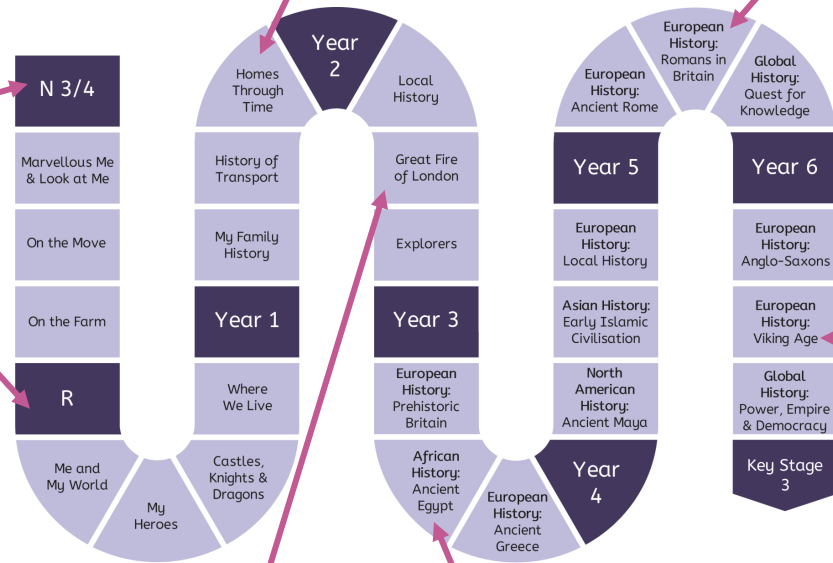 N 3/4
Marvellous Me
& Look at Me
On the Move
On the Farm
R
Me and
My World
My
Heroes
Castles,
Knights &
Dragons
Where
We Live
Year 1
My Family
History
History of
Transport
Homes
Through
Time
Year
2
Local
History
Great Fire
of London
Explorers
Year 3
European
History:
Prehistoric
Britain
African
History:
Ancient
Egypt
European
History:
Ancient
Greece
Year
4
North
American
History:
Ancient Maya
Asian History:
Early Islamic
Civilisation
European
History:
Local History
Year 5
European
History:
Ancient Rome
European
History:
Romans in
Britain
Global
History:
Quest for
Knowledge
Year 6
European
History:
Anglo-Saxons
European
History:
Viking Age
Global
History:
Power, Empire
& Democracy
Key Stage
3